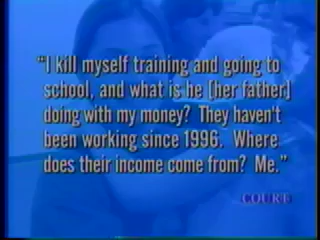 “I kill myself training and going to
school, and what is he [her father]
doing with my money? They haven't
been working since 1996. Where
does their income come from? Me.”
COURT